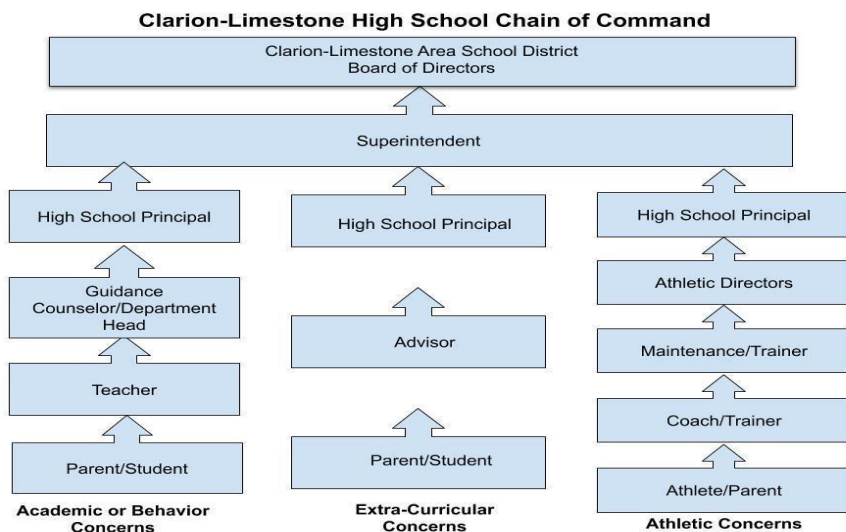 Clarion-Limestone High School Chain of Command
Clarion-Limestone Area School District
Board of Directors
Superintendent
High School Principal
Guidance
Counselor/Department
Head
Teacher
Parent/Student
Academic or Behavior
Concerns
High School Principal
Advisor
Parent/Student
Extra-Curricular
Concerns
High School Principal
Athletic Directors
Maintenance/Trainer
Coach/Trainer
Athlete/Parent
Athletic Concerns